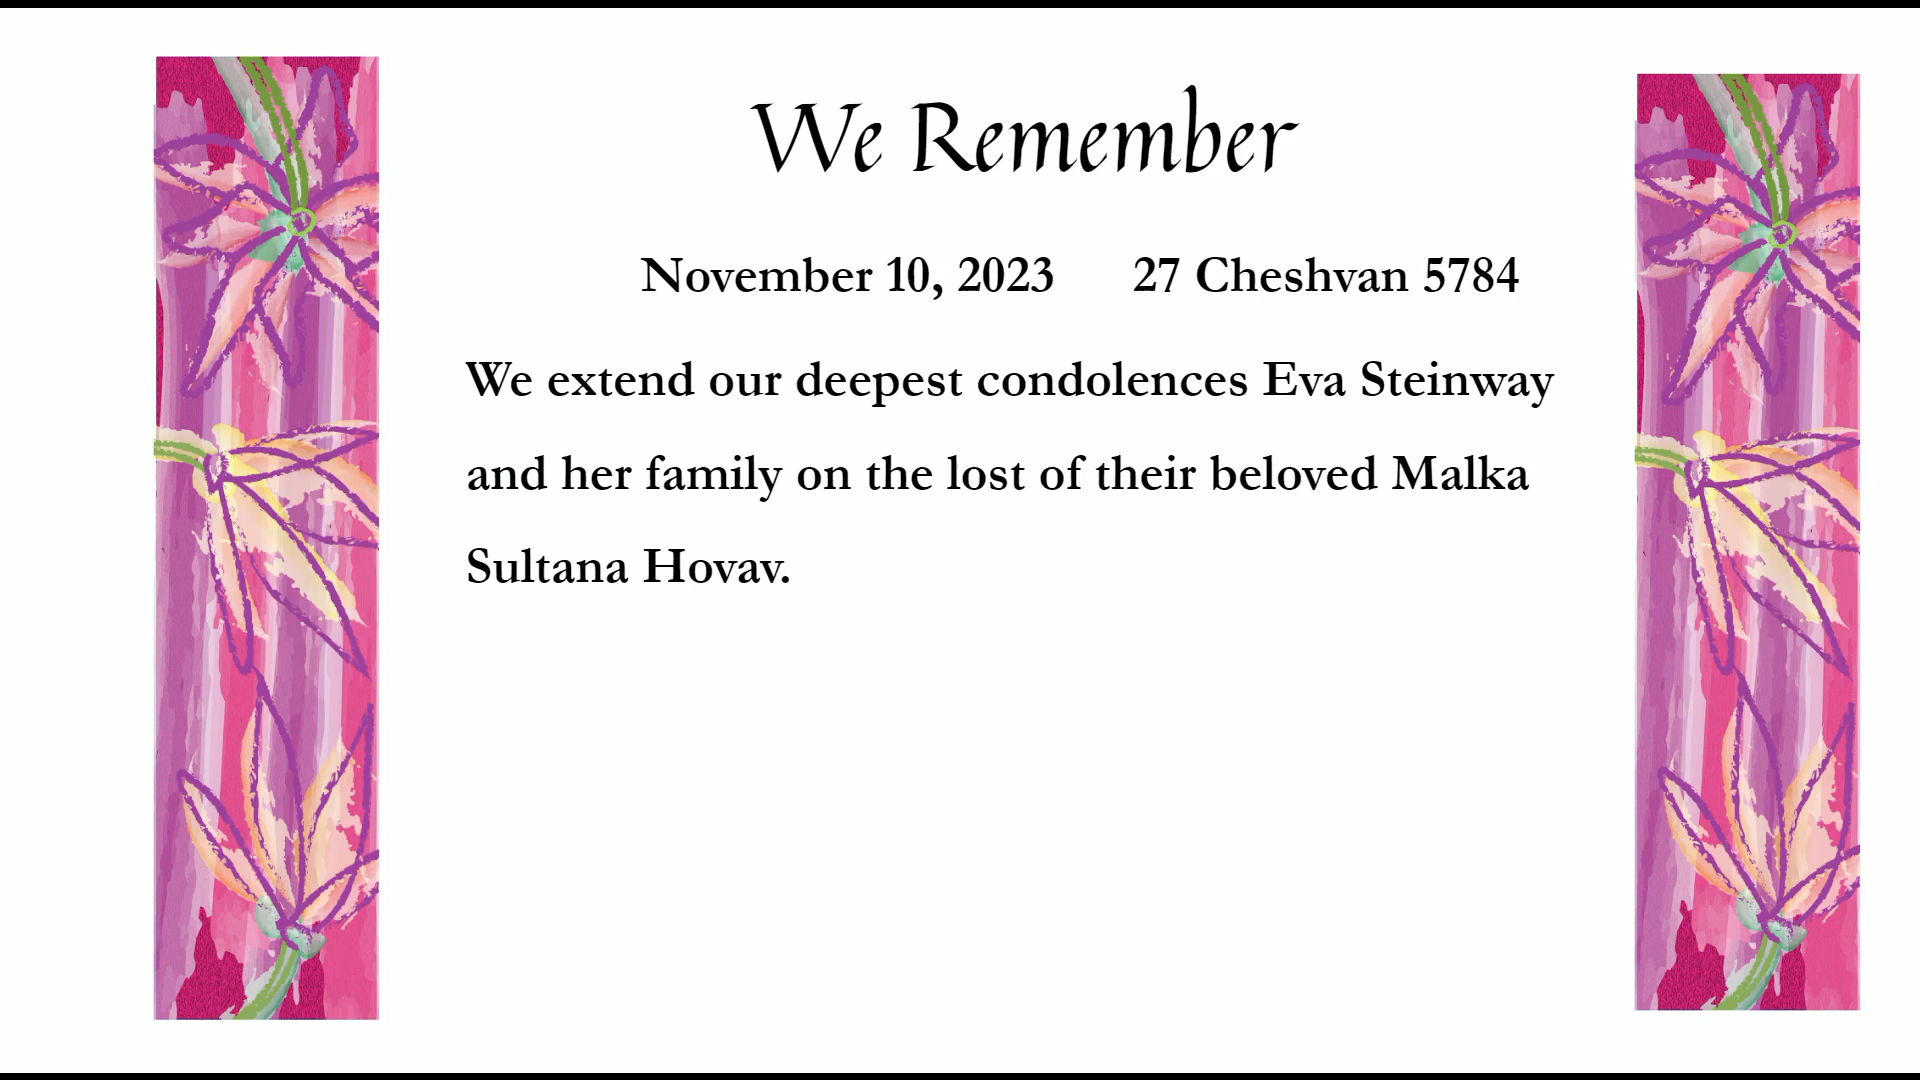 We Remember
November 10, 2023 27 Cheshvan 5784
We extend our deepest condolences Eva Steinway
and her family on the lost of their beloved Malka
Sultana Hovav.